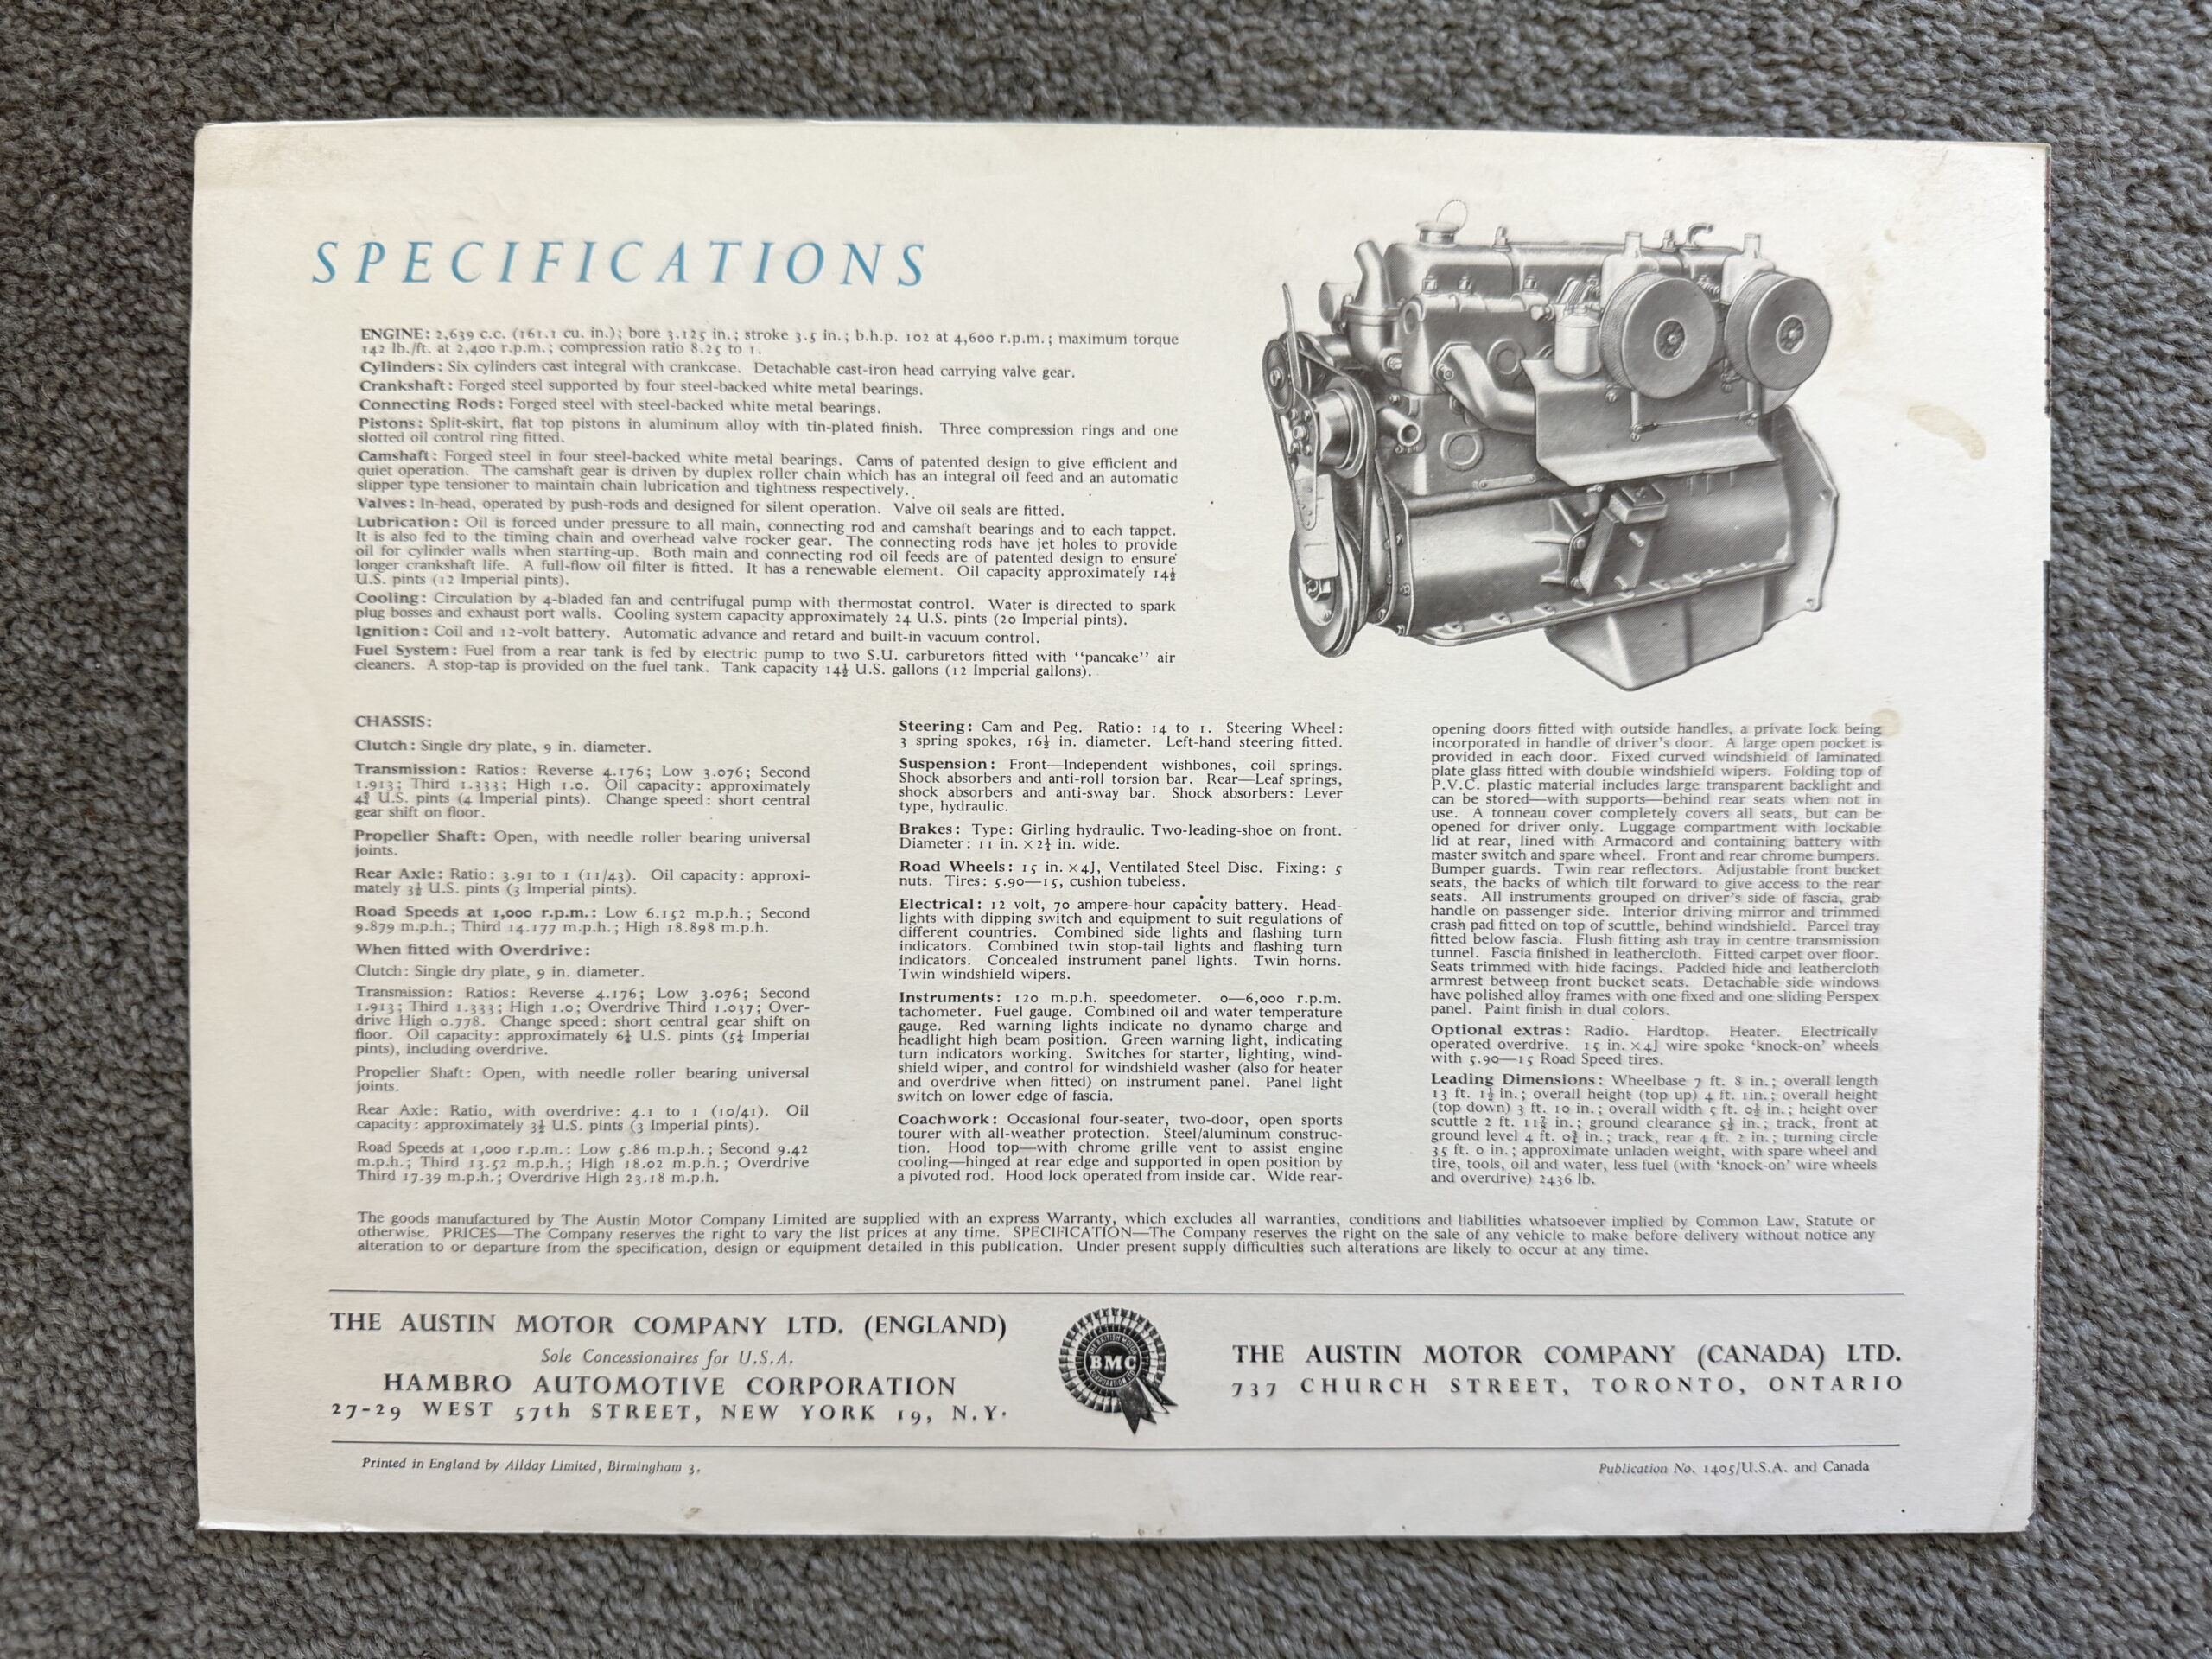 SPECIFICATIONS
ENGINE: 2,639 c.c. (161.1 cu. in.); bore 3.125 in.; stroke 3.5 in.; b.h.p. 102 at 4,600 r.p.m.; maximum torque
142 lb./ft. at 2,400 r.p.m.; compression ratio 8.25 to 1.
Cylinders: Six cylinders cast integral with crankcase. Detachable cast-iron head carrying valve gear.
Crankshaft: Forged steel supported by four steel-backed white metal bearings.
Connecting Rods: Forged steel with steel-backed white metal bearings.
Pistons: Split-skirt, flat top pistons in aluminum alloy with tin-plated finish. Three compression rings and one
slotted oil control ring fitted.
Camshaft: Forged steel in four steel-backed white metal bearings. Cams of patented design to give efficient and
quiet operation. The camshaft gear is driven by duplex roller chain which has an integral oil feed and an automatic
slipper type tensioner to maintain chain lubrication and tightness respectively.
Valves: In-head, operated by push-rods and designed for silent operation. Valve oil seals are fitted.
Lubrication: Oil is forced under pressure to all main, connecting rod and camshaft bearings and to each tappet.
It is also fed to the timing chain and overhead valve rocker gear. The connecting rods have jet holes to provide
oil for cylinder walls when starting-up. Both main and connecting rod oil feeds are of patented design to ensure
longer crankshaft life. A full-flow oil filter is fitted. It has a renewable element. Oil capacity approximately 14½
U.S. pints (12 Imperial pints).
Cooling: Circulation by 4-bladed fan and centrifugal pump with thermostat control. Water is directed to spark
plug bosses and exhaust port walls. Cooling system capacity approximately 24 U.S. pints (20 Imperial pints).
Ignition: Coil and 12-volt battery. Automatic advance and retard and built-in vacuum control.
Fuel System: Fuel from a rear tank is fed by electric pump to two S.U. carburetors fitted with “pancake” air
cleaners. A stop-tap is provided on the fuel tank. Tank capacity 14½ U.S. gallons (12 Imperial gallons).
CHASSIS:
Clutch: Single dry plate, 9 in. diameter.
Transmission: Ratios: Reverse 4.176; Low 3.076; Second
1.913; Third 1.333; High 1.0. Oil capacity: approximately
4¾ U.S. pints (4 Imperial pints). Change speed: short central
gear shift on floor.
Propeller Shaft: Open, with needle roller bearing universal
joints.
Rear Axle: Ratio: 3.91 to 1 (11/43). Oil capacity: approxi-
mately 3½ U.S. pints (3 Imperial pints).
Road Speeds at 1,000 r.p.m.: Low 6.152 m.p.h.; Second
9.879 m.p.h.; Third 14.177 m.p.h.; High 18.898 m.p.h.
When fitted with Overdrive:
Clutch: Single dry plate, 9 in. diameter.
Transmission: Ratios: Reverse 4.176; Low 3.076; Second
1.913; Third 1.333; High 1.0; Overdrive Third 1.037; Over-
drive High 0.778. Change speed: short central gear shift on
floor. Oil capacity: approximately 6¼ U.S. pints (5¼ Imperial
pints), including overdrive.
Propeller Shaft: Open, with needle roller bearing universal
joints.
Rear Axle: Ratio, with overdrive: 4.1 to 1 (10/41). Oil
capacity: approximately 3½ U.S. pints (3 Imperial pints).
Road Speeds at 1,000 r.p.m.: Low 5.86 m.p.h.; Second 9.42
m.p.h.; Third 13.52 m.p.h.; High 18.02 m.p.h.; Overdrive
Third 17.39 m.p.h.; Overdrive High 23.18 m.p.h.
Steering: Cam and Peg. Ratio: 14 to 1. Steering Wheel:
3 spring spokes, 16½ in. diameter. Left-hand steering fitted.
Suspension: Front—Independent wishbones, coil springs.
Shock absorbers and anti-roll torsion bar. Rear—Leaf springs,
shock absorbers and anti-sway bar. Shock absorbers: Lever
type, hydraulic.
Brakes: Type: Girling hydraulic. Two-leading-shoe on front.
Diameter: 11 in. × 2¼ in. wide.
Road Wheels: 15 in. ×4J, Ventilated Steel Disc. Fixing: 5
nuts. Tires: 5.90—15, cushion tubeless.
Electrical: 12 volt, 70 ampere-hour capacity battery. Head-
lights with dipping switch and equipment to suit regulations of
different countries. Combined side lights and flashing turn
indicators. Combined twin stop-tail lights and flashing turn
indicators. Concealed instrument panel lights. Twin horns.
Twin windshield wipers.
Instruments: 120 m.p.h. speedometer. 0—6,000 r.p.m.
tachometer. Fuel gauge. Combined oil and water temperature
gauge. Red warning lights indicate no dynamo charge and
headlight high beam position. Green warning light, indicating
turn indicators working. Switches for starter, lighting, wind-
shield wiper, and control for windshield washer (also for heater
and overdrive when fitted) on instrument panel. Panel light
switch on lower edge of fascia.
Coachwork: Occasional four-seater, two-door, open sports
tourer with all-weather protection. Steel/aluminum construc-
tion. Hood top—with chrome grille vent to assist engine
cooling—hinged at rear edge and supported in open position by
a pivoted rod. Hood lock operated from inside car. Wide rear-
opening doors fitted with outside handles, a private lock being
incorporated in handle of driver’s door. A large open pocket is
provided in each door. Fixed curved windshield of laminated
plate glass fitted with double windshield wipers. Folding top of
P.V.C. plastic material includes large transparent backlight and
can be stored—with supports—behind rear seats when not in
use. A tonneau cover completely covers all seats, but can be
opened for driver only. Luggage compartment with lockable
lid at rear, lined with Armacord and containing battery with
master switch and spare wheel. Front and rear chrome bumpers.
Bumper guards. Twin rear reflectors. Adjustable front bucket
seats, the backs of which tilt forward to give access to the rear
seats. All instruments grouped on driver’s side of fascia, grab
handle on passenger side. Interior driving mirror and trimmed
crash pad fitted on top of scuttle, behind windshield. Parcel tray
fitted below fascia. Flush fitting ash tray in centre transmission
tunnel. Fascia finished in leathercloth. Fitted carpet over floor.
Seats trimmed with hide facings. Padded hide and leathercloth
armrest between front bucket seats. Detachable side windows
have polished alloy frames with one fixed and one sliding Perspex
panel. Paint finish in dual colors.
Optional extras: Radio. Hardtop. Heater. Electrically
operated overdrive. 15 in. ×4J wire spoke ‘knock-on’ wheels
with 5.90—15 Road Speed tires.
Leading Dimensions: Wheelbase 7 ft. 8 in.; overall length
13 ft. 1½ in.; overall height (top up) 4 ft. 1in.; overall height
(top down) 3 ft. 10 in.; overall width 5 ft. 0½ in.; height over
scuttle 2 ft. 11⅞ in.; ground clearance 5½ in.; track, front at
ground level 4 ft. 0¾ in.; track, rear 4 ft. 2 in.; turning circle
35 ft. 0 in.; approximate unladen weight, with spare wheel and
tire, tools, oil and water, less fuel (with ‘knock-on’ wire wheels
and overdrive) 2436 lb.
The goods manufactured by The Austin Motor Company Limited are supplied with an express Warranty, which excludes all warranties, conditions and liabilities whatsoever implied by Common Law, Statute or
otherwise. PRICES—The Company reserves the right to vary the list prices at any time. SPECIFICATION—The Company reserves the right on the sale of any vehicle to make before delivery without notice any
alteration to or departure from the specification, design or equipment detailed in this publication. Under present supply difficulties such alterations are likely to occur at any time.
THE AUSTIN MOTOR COMPANY LTD. (ENGLAND)
Sole Concessionaires for U.S.A.
HAMBRO AUTOMOTIVE CORPORATION
27-29 WEST 57th STREET, NEW YORK 19, N.Y.
BMC
THE AUSTIN MOTOR COMPANY (CANADA) LTD.
737 CHURCH STREET, TORONTO, ONTARIO
Printed in England by Allday Limited, Birmingham 3.
Publication No. 1405/U.S.A. and Canada